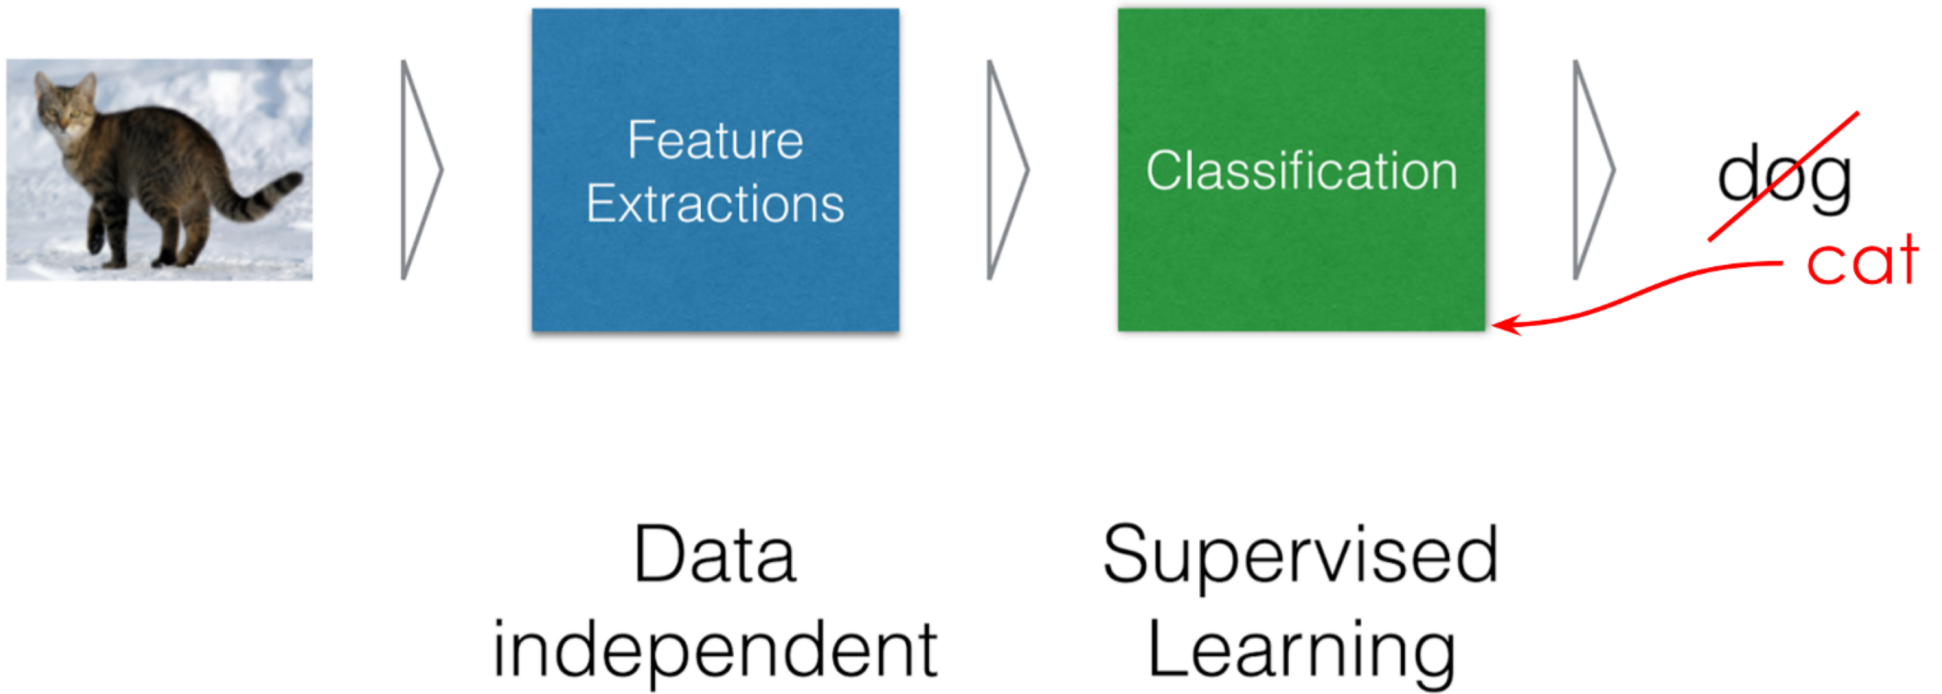 Feature
Extractions
Classification
dog
cat
Data
independent
Supervised
Learning